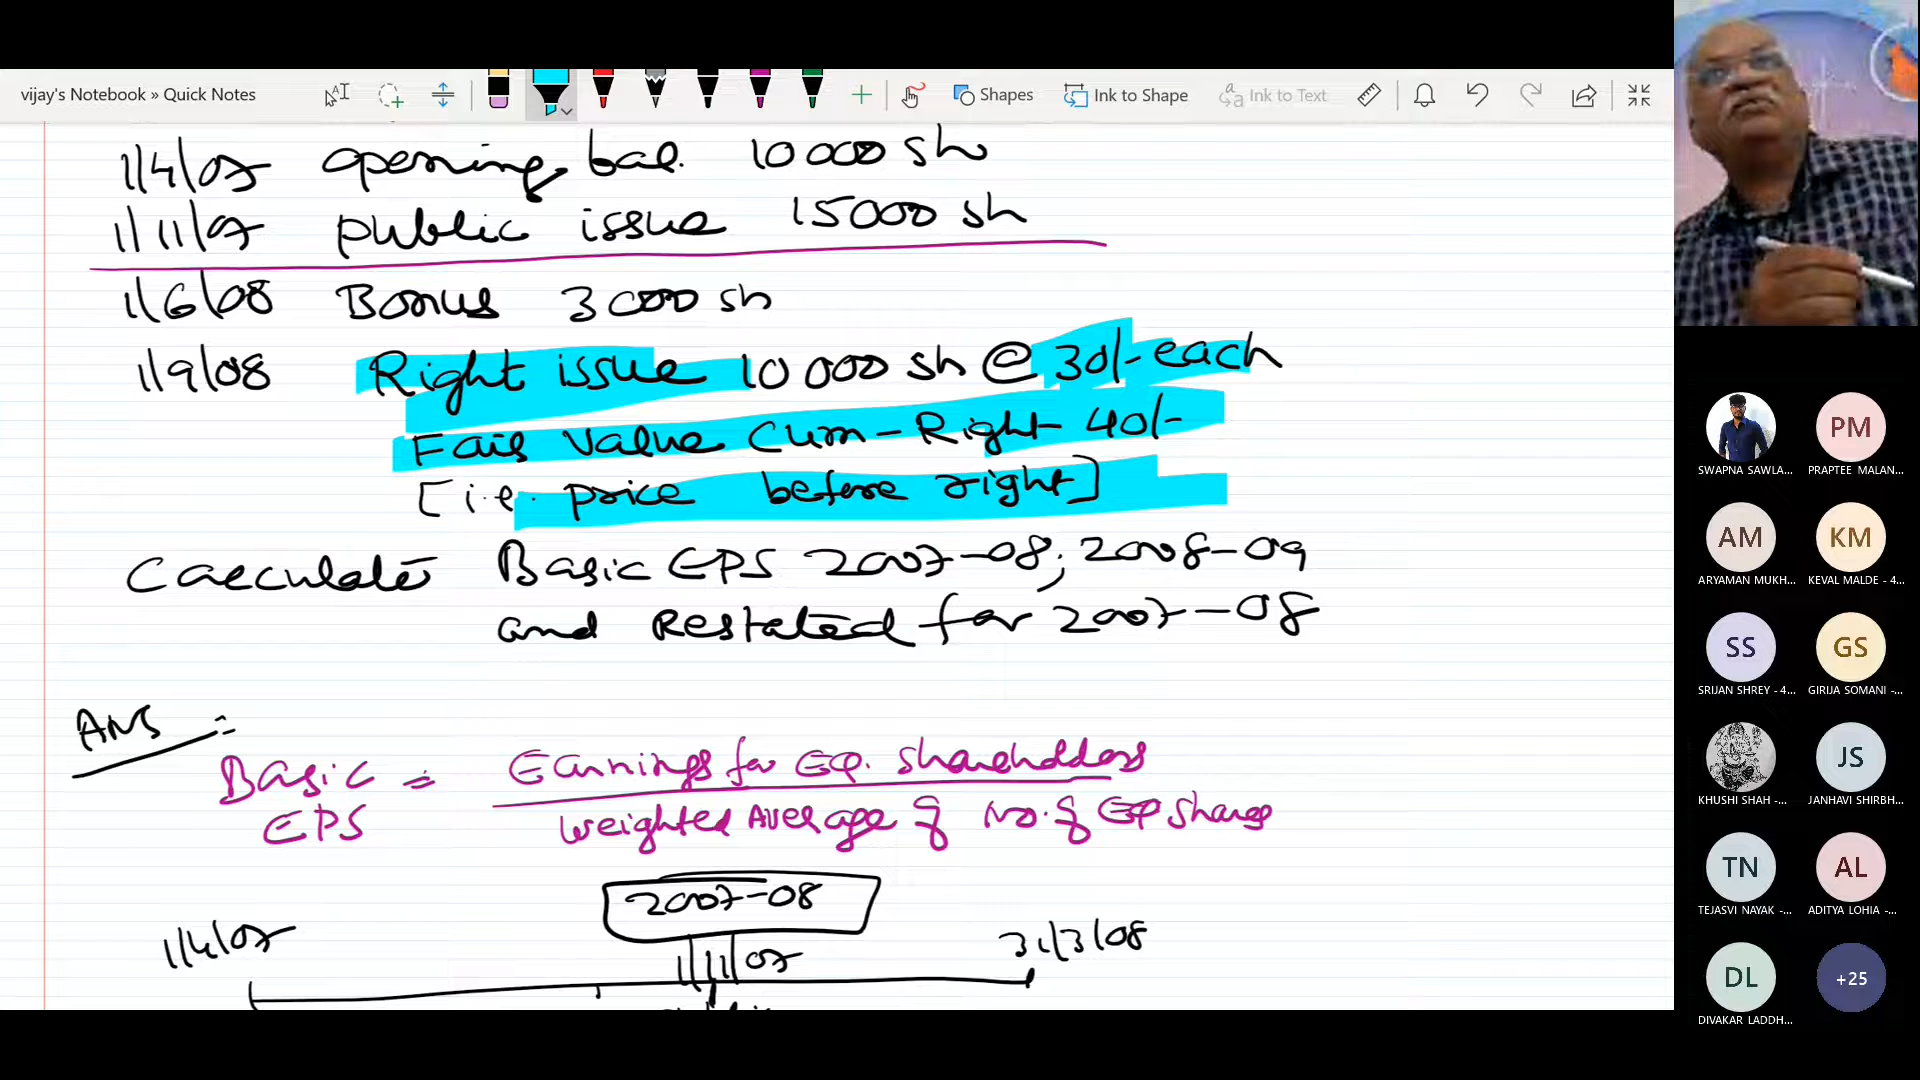 vijay's Notebook » Quick Notes
Shapes
Ink to Shape
Ink to Text
1/4/07 opening bal. 10000 sh
1/11/07 public issue 15000 sh
1/6/08 Bonus 3000 sh
1/9/08 Right issue 10000 sh @ 30/- each
Fair Value Cum-Right 40/-
[i.e. price before right]
Calculate Basic EPS 2007-08; 2008-09
and Restated for 2007-08
ANS =
Basic EPS = Earnings for Eq. shareholders
Weighted Average of No. of Eq shares
2007-08
1/4/07
1/11/07
31/3/08
SWAPNA SAWLA...
PM
PRAPTEE MALAN...
AM
ARYAMAN MUKH...
KM
KEVAL MALDE - 4...
SS
SRIJAN SHREY - 4...
GS
GIRIJA SOMANI -...
KHUSHI SHAH -...
JS
JANHAVI SHIRBH...
TN
TEJASVI NAYAK -...
AL
ADITYA LOHIA -...
DL
DIVAKAR LADDH...
+25